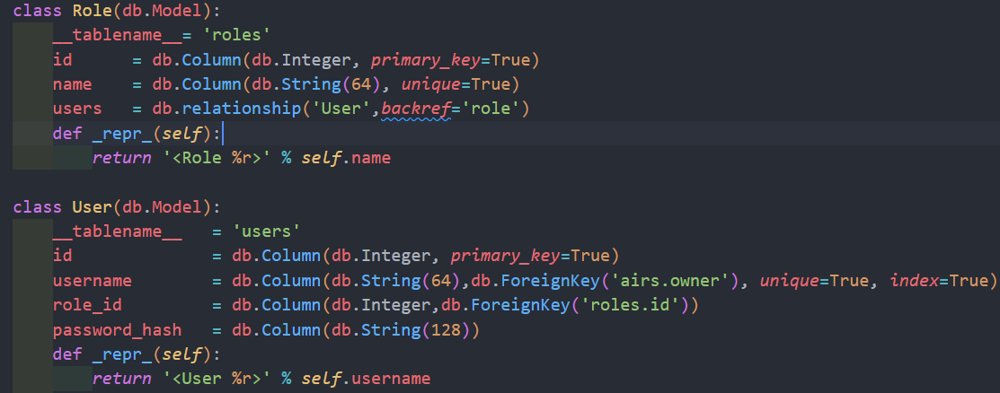 class Role(db.Model):
    __tablename__= 'roles'
    id      = db.Column(db.Integer, primary_key=True)
    name    = db.Column(db.String(64), unique=True)
    users   = db.relationship('User',backref='role')
    def _repr_(self):
        return '<Role %r>' % self.name

class User(db.Model):
    __tablename__   = 'users'
    id              = db.Column(db.Integer, primary_key=True)
    username        = db.Column(db.String(64),db.ForeignKey('airs.owner'), unique=True, index=True)
    role_id         = db.Column(db.Integer,db.ForeignKey('roles.id'))
    password_hash   = db.Column(db.String(128))
    def _repr_(self):
        return '<User %r>' % self.username